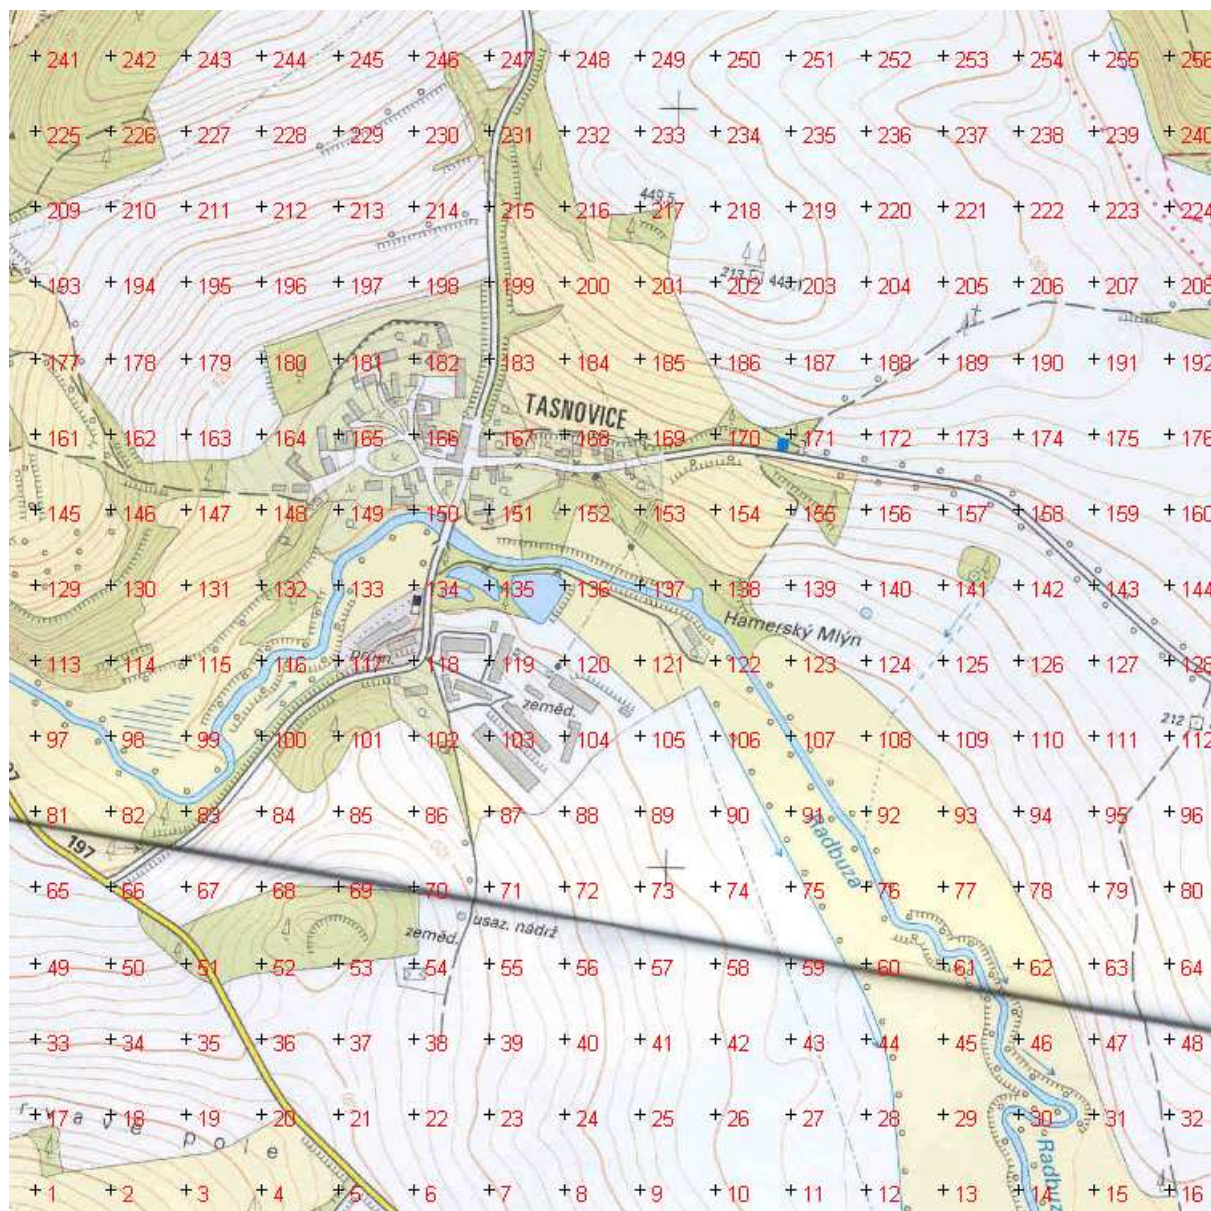 241 242 243 244 245 246 247 248 249 250 251 252 253 254 255 256
225 226 227 228 229 230 231 232 233 234 235 236 237 238 239 240
449,5
209 210 211 212 213 214 215 216 217 218 219 220 221 222 223 224
213 443,1
193 194 195 196 197 198 199 200 201 202 203 204 205 206 207 208
177 178 179 180 181 182 183 184 185 186 187 188 189 190 191 192
TASNOVICE
161 162 163 164 165 166 167 168 169 170 171 172 173 174 175 176
145 146 147 148 149 150 151 152 153 154 155 156 157 158 159 160
129 130 131 132 133 134 135 136 137 138 139 140 141 142 143 144
Hamerský Mlýn
prům.
113 114 115 116 117 118 119 120 121 122 123 124 125 126 127 128
zeměd.
212
97 98 99 100 101 102 103 104 105 106 107 108 109 110 111 112
81 82 83 84 85 86 87 88 89 90 91 92 93 94 95 96
197
Radbuza
65 66 67 68 69 70 71 72 73 74 75 76 77 78 79 80
usaz. nádrž
zeměd.
49 50 51 52 53 54 55 56 57 58 59 60 61 62 63 64
33 34 35 36 37 38 39 40 41 42 43 44 45 46 47 48
17 18 19 20 21 22 23 24 25 26 27 28 29 30 31 32
pole
Radbuz
1 2 3 4 5 6 7 8 9 10 11 12 13 14 15 16